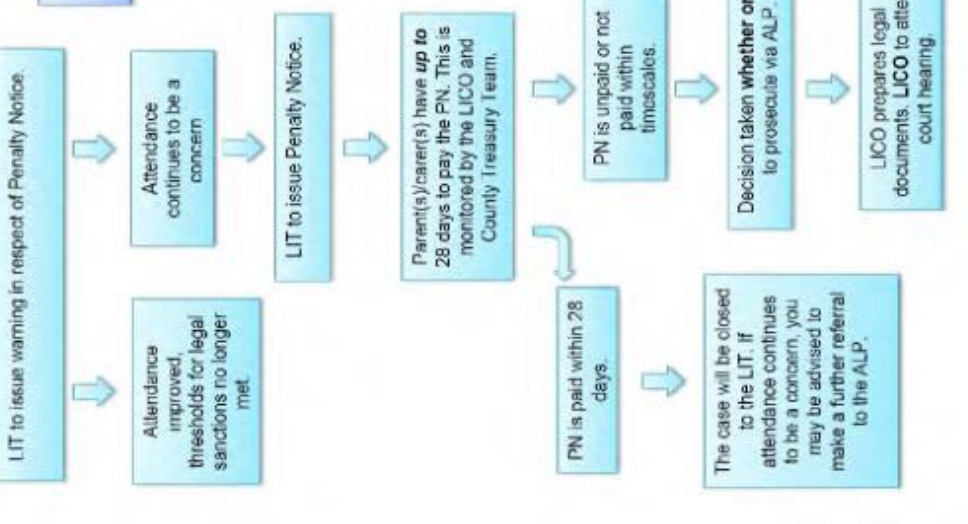 LIT to issue warning in respect of Penalty Notice.
Attendance
improved,
thresholds for legal
sanctions no longer
met.
Attendance
continues to be a
concern
LIT to issue Penalty Notice.
Parent(s)/carer(s) have up to
28 days to pay the PN. This is
monitored by the LICO and
County Treasury Team.
PN is paid within 28
days.
PN is unpaid or not
paid within
timescales.
The case will be closed
to the LIT. If
attendance continues
to be a concern, you
may be advised to
make a further referral
to the ALP.
Decision taken whether or
to prosecute via ALP.
LICO prepares legal
documents. LICO to atte
court hearing.